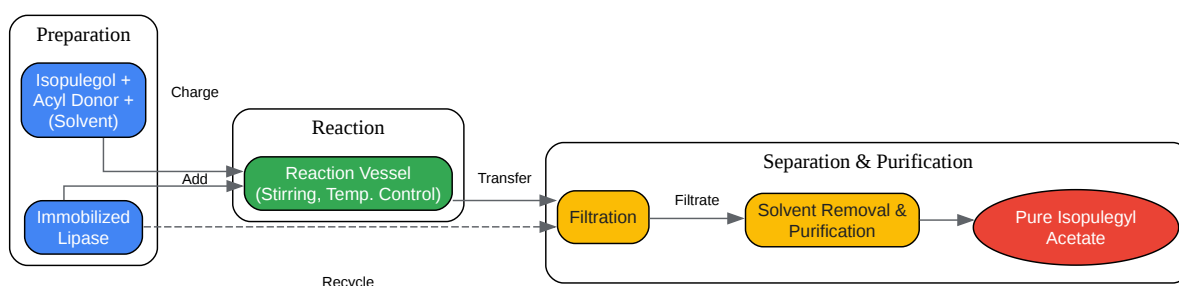 Preparation
Isopulegol +
Acyl Donor +
(Solvent)
Charge
Immobilized
Lipase
Add
Reaction
Reaction Vessel
(Stirring, Temp. Control)
Transfer
Recycle
Separation & Purification
Filtration
Filtrate
Solvent Removal &
Purification
Pure Isopulegyl
Acetate